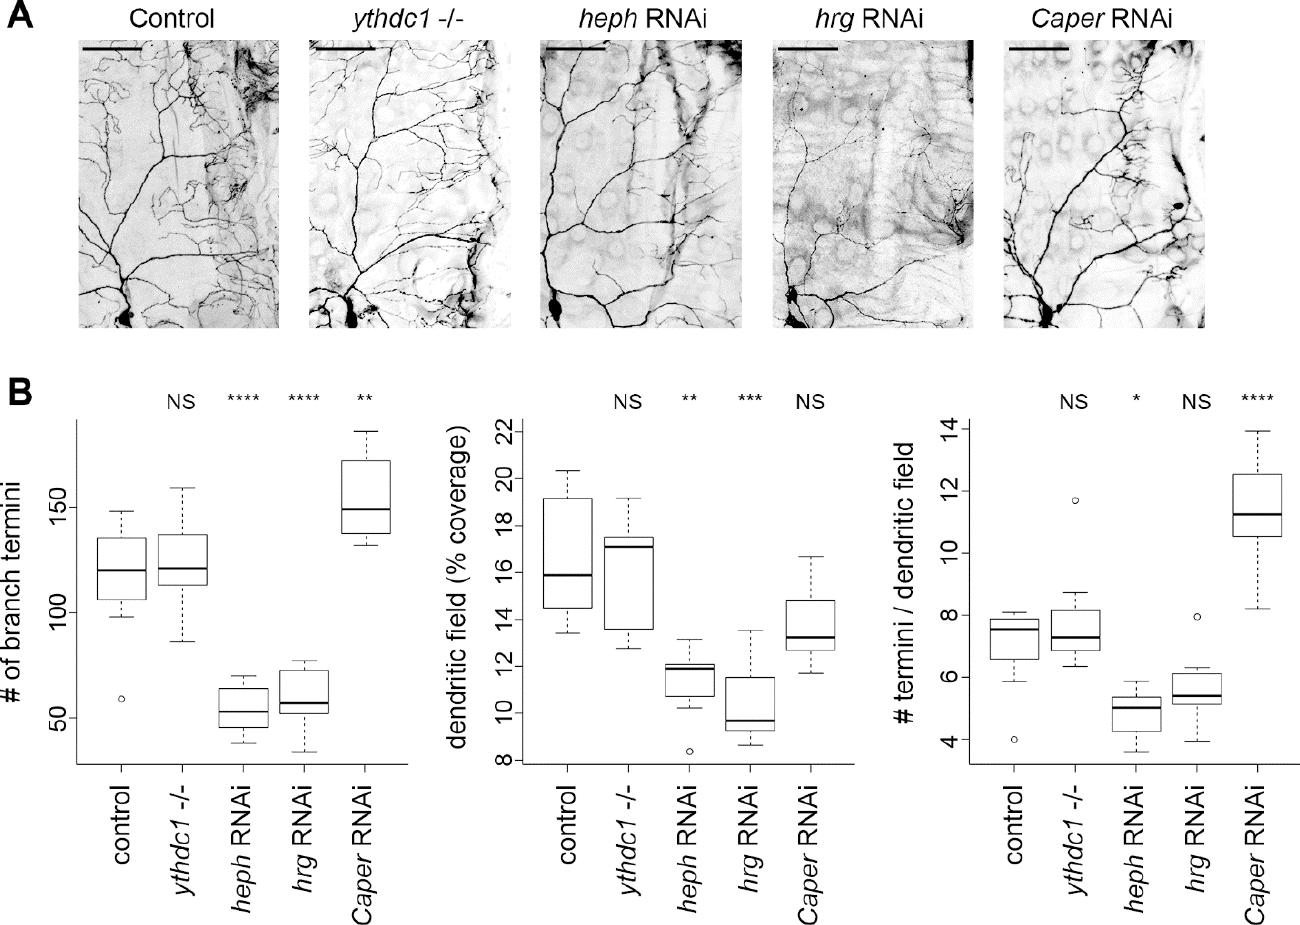 A
Control
ythdc1 -/-
heph RNAi
hrg RNAi
Caper RNAi
B
NS
****
****
**
# of branch termini
150
100
50
control
ythdc1 -/-
heph RNAi
hrg RNAi
Caper RNAi
NS
**
***
NS
dendritic field (% coverage)
22
20
18
16
14
12
10
8
control
ythdc1 -/-
heph RNAi
hrg RNAi
Caper RNAi
NS
*
NS
****
# termini / dendritic field
14
12
10
8
6
4
control
ythdc1 -/-
heph RNAi
hrg RNAi
Caper RNAi